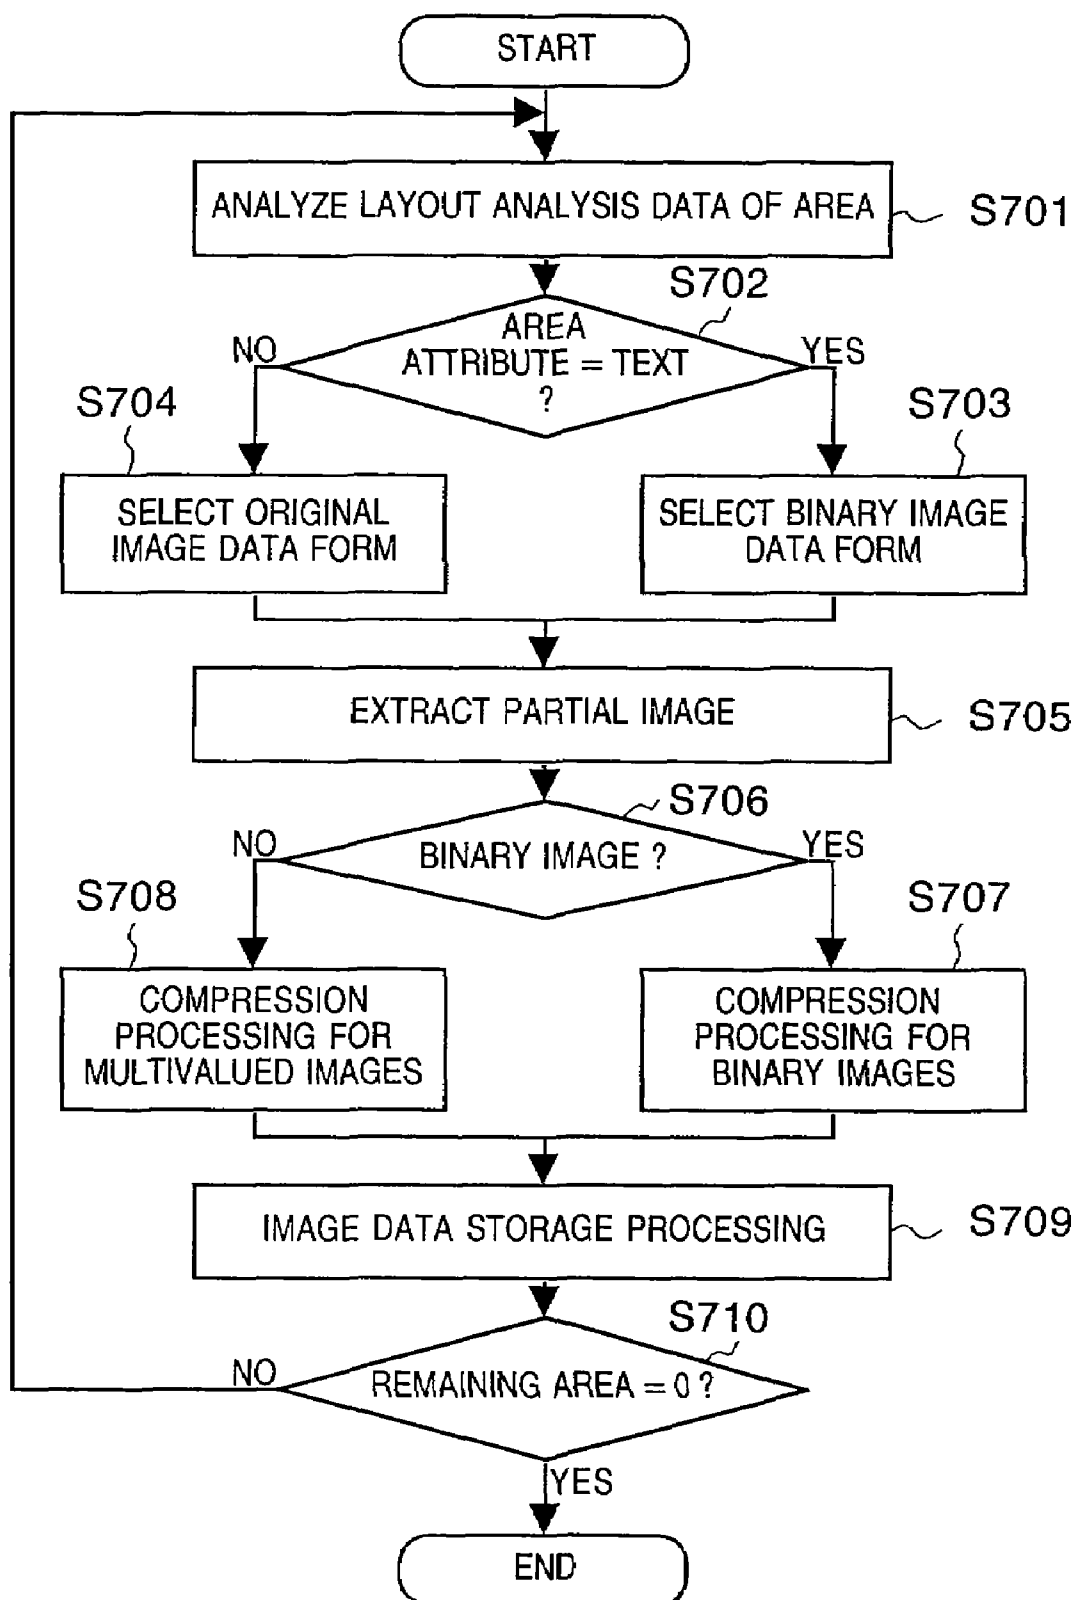 START
ANALYZE LAYOUT ANALYSIS DATA OF AREA
S701
S702
AREA
ATTRIBUTE = TEXT
?
NO
YES
S704
S703
SELECT ORIGINAL
IMAGE DATA FORM
SELECT BINARY IMAGE
DATA FORM
EXTRACT PARTIAL IMAGE
S705
S706
BINARY IMAGE ?
NO
YES
S708
S707
COMPRESSION
PROCESSING FOR
MULTIVALUED IMAGES
COMPRESSION
PROCESSING FOR
BINARY IMAGES
IMAGE DATA STORAGE PROCESSING
S709
S710
REMAINING AREA = 0 ?
NO
YES
END